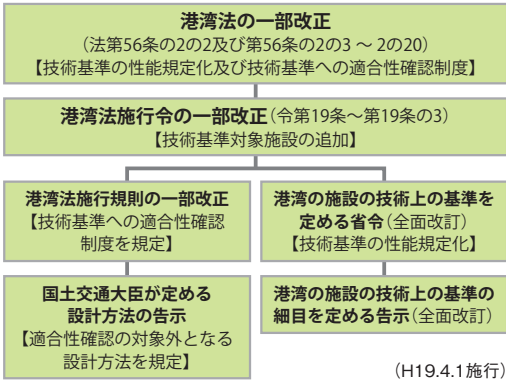 港湾法の一部改正
（法第56条の2の2及び第56条の2の3 ～ 2の20）
【技術基準の性能規定化及び技術基準への適合性確認制度】
港湾法施行令の一部改正（令第19条～第19条の3）
【技術基準対象施設の追加】
港湾法施行規則の一部改正
【技術基準への適合性確認
制度を規定】
港湾の施設の技術上の基準を
定める省令（全面改訂）
【技術基準の性能規定化】
国土交通大臣が定める
設計方法の告示
【適合性確認の対象外となる
設計方法を規定】
港湾の施設の技術上の基準の
細目を定める告示（全面改訂）
（H19.4.1施行）